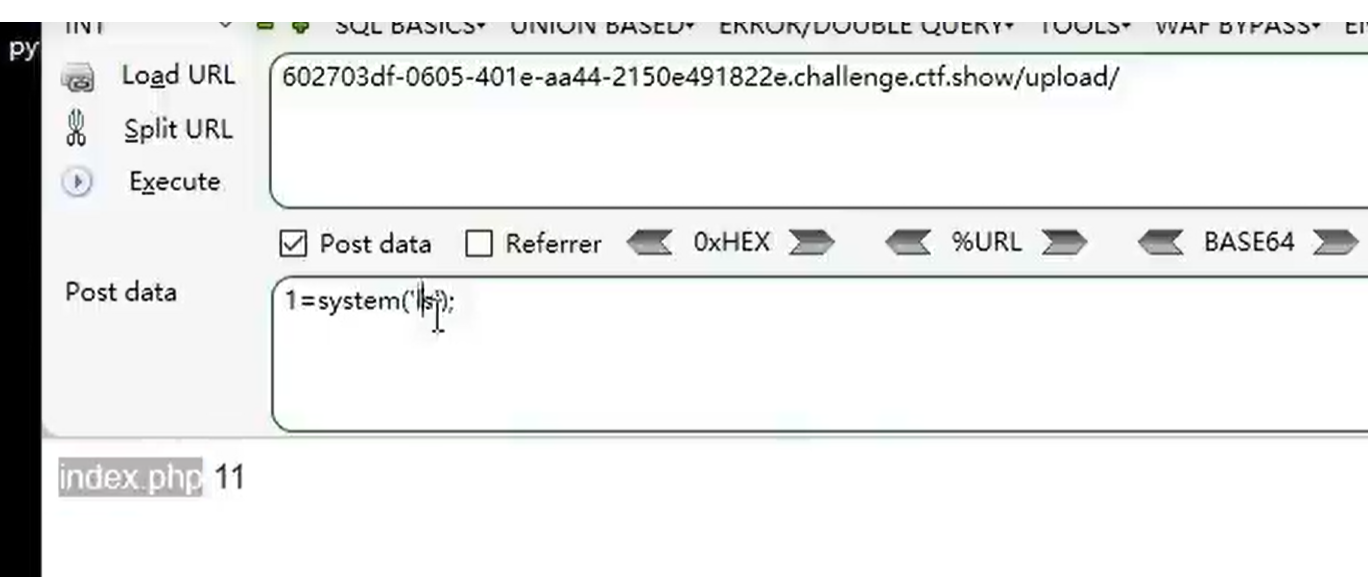 INT SQL BASICS UNION BASED ERROR/DOUBLE QUERY TOOLS WAF BYPASS
py
Load URL 602703df-0605-401e-aa44-2150e491822e.challenge.ctf.show/upload/
Split URL
Execute
Post data Referrer 0xHEX %URL BASE64
Post data 1=system('ls');
index.php 11